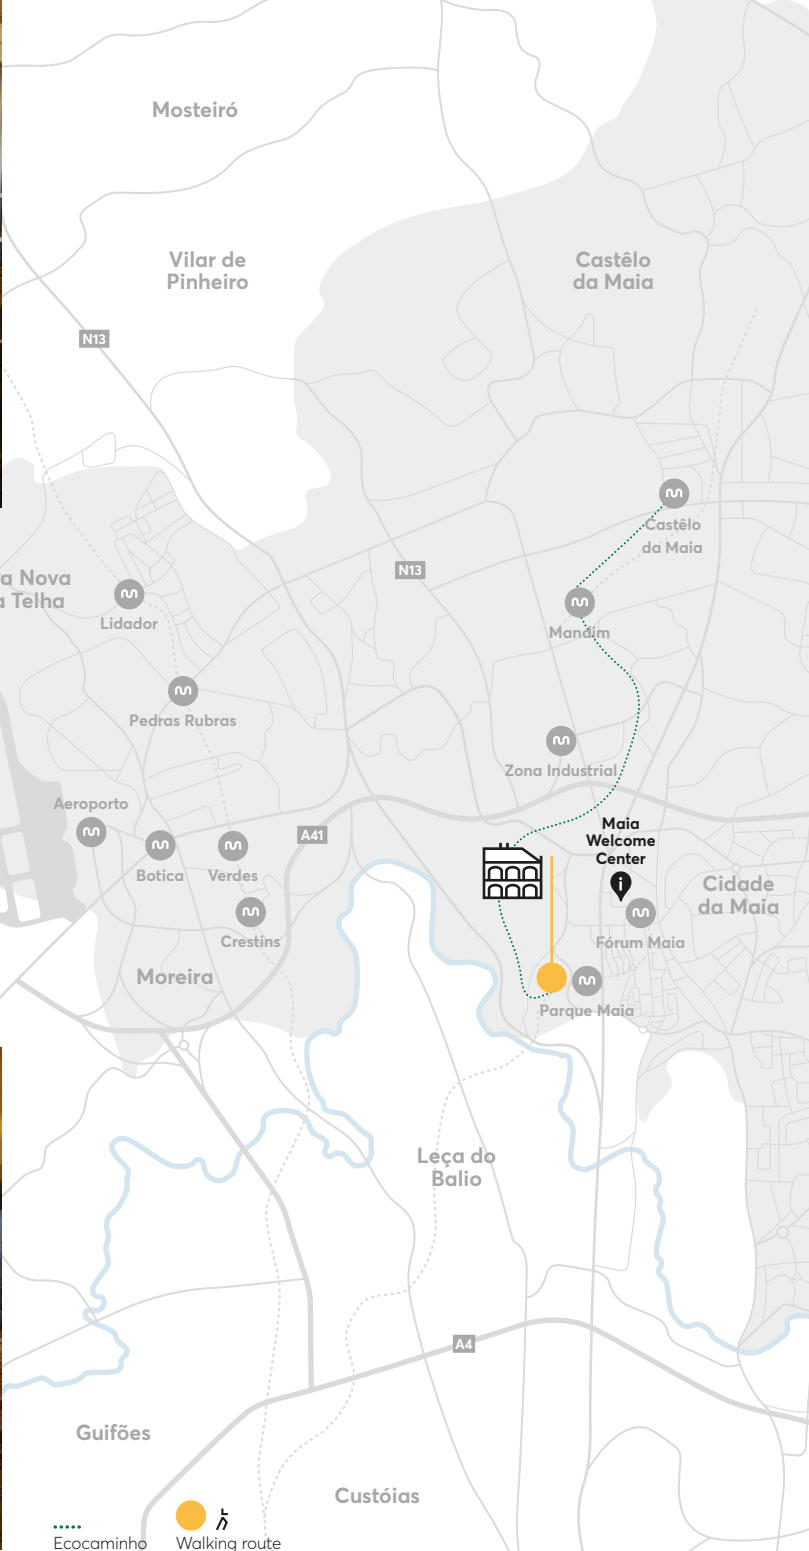 Mosteiró
Vilar de
Pinheiro
Castêlo
da Maia
N13
Castêlo
da Maia
N13
a Nova
a Telha
Lidador
Mandim
Pedras Rubras
Zona Industrial
Aeroporto
A41
Maia
Welcome
Center
i
Botica
Verdes
Cidade
da Maia
Crestins
Fórum Maia
Moreira
Parque Maia
Leça do
Balio
A4
Guifões
Custóias
Ecocaminho
Walking route